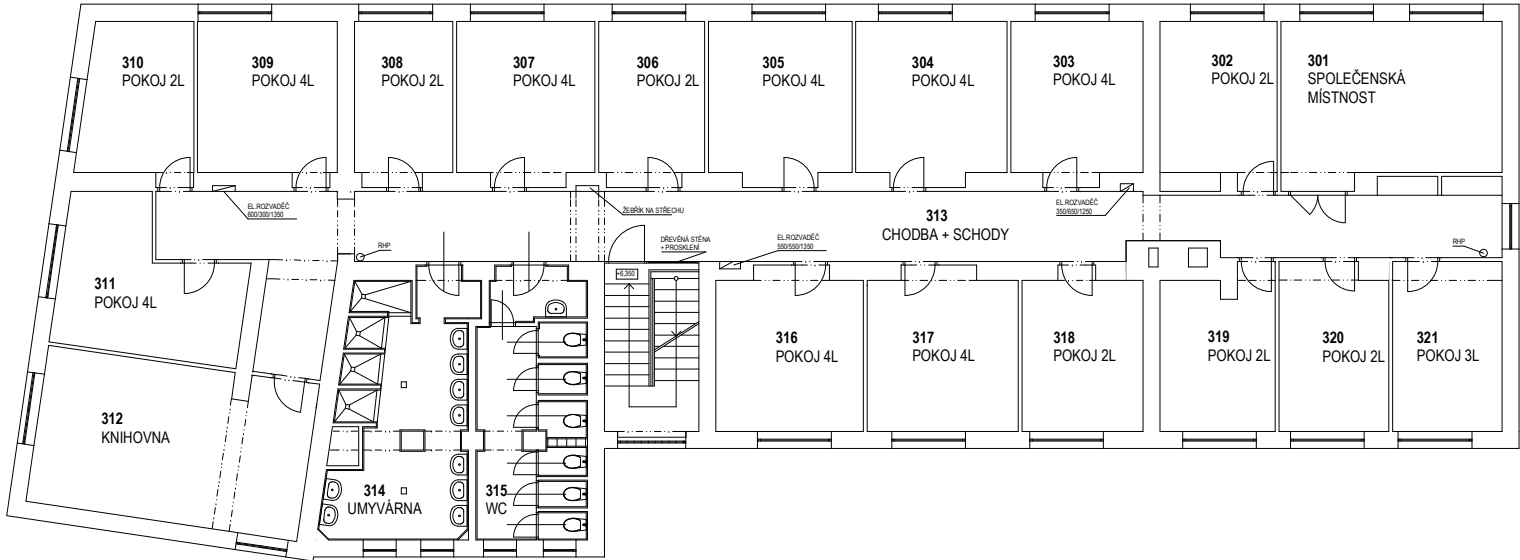 310
POKOJ 2L
309
POKOJ 4L
308
POKOJ 2L
307
POKOJ 4L
306
POKOJ 2L
305
POKOJ 4L
304
POKOJ 4L
303
POKOJ 4L
302
POKOJ 2L
301
SPOLEČENSKÁ
MÍSTNOST
EL.ROZVADĚČ
600/300/1350
ŽEBŘÍK NA STŘECHU
EL.ROZVADĚČ
350/650/1250
313
CHODBA + SCHODY
DŘEVĚNÁ STĚNA
+ PROSKLENÍ
EL.ROZVADĚČ
550/550/1350
RHP
RHP
+6,350
311
POKOJ 4L
316
POKOJ 4L
317
POKOJ 4L
318
POKOJ 2L
319
POKOJ 2L
320
POKOJ 2L
321
POKOJ 3L
312
KNIHOVNA
314
UMYVÁRNA
315
WC